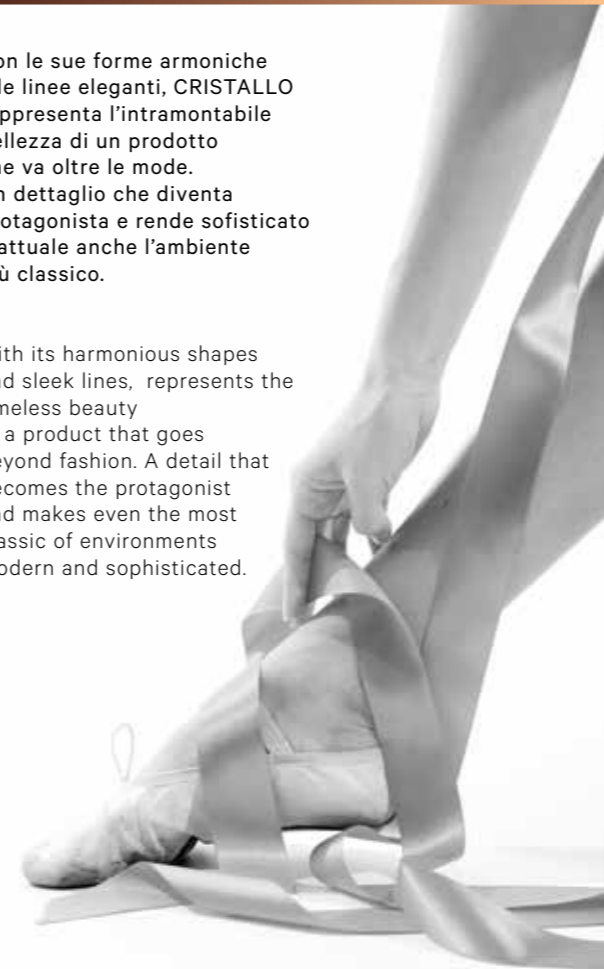 on le sue forme armoniche
le linee eleganti, CRISTALLO
ppresenta l’intramontabile
ellezza di un prodotto
he va oltre le mode.
n dettaglio che diventa
otagonista e rende sofisticato
attuale anche l’ambiente
ù classico.
ith its harmonious shapes
nd sleek lines, represents the
meless beauty
a product that goes
eyond fashion. A detail that
ecomes the protagonist
nd makes even the most
assic of environments
odern and sophisticated.